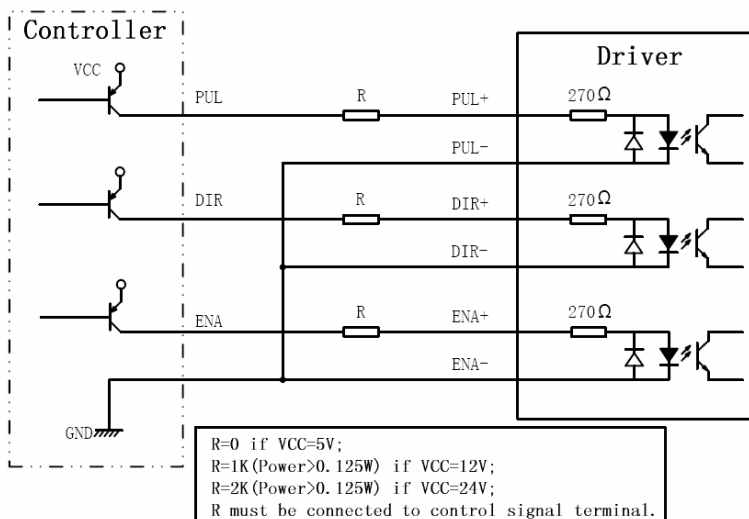 Controller
Driver
VCC
PUL
R
PUL+
270Ω
PUL-
DIR
R
DIR+
270Ω
DIR-
ENA
R
ENA+
270Ω
ENA-
GND
R=0 if VCC=5V;
R=1K(Power>0.125W) if VCC=12V;
R=2K(Power>0.125W) if VCC=24V;
R must be connected to control signal terminal.